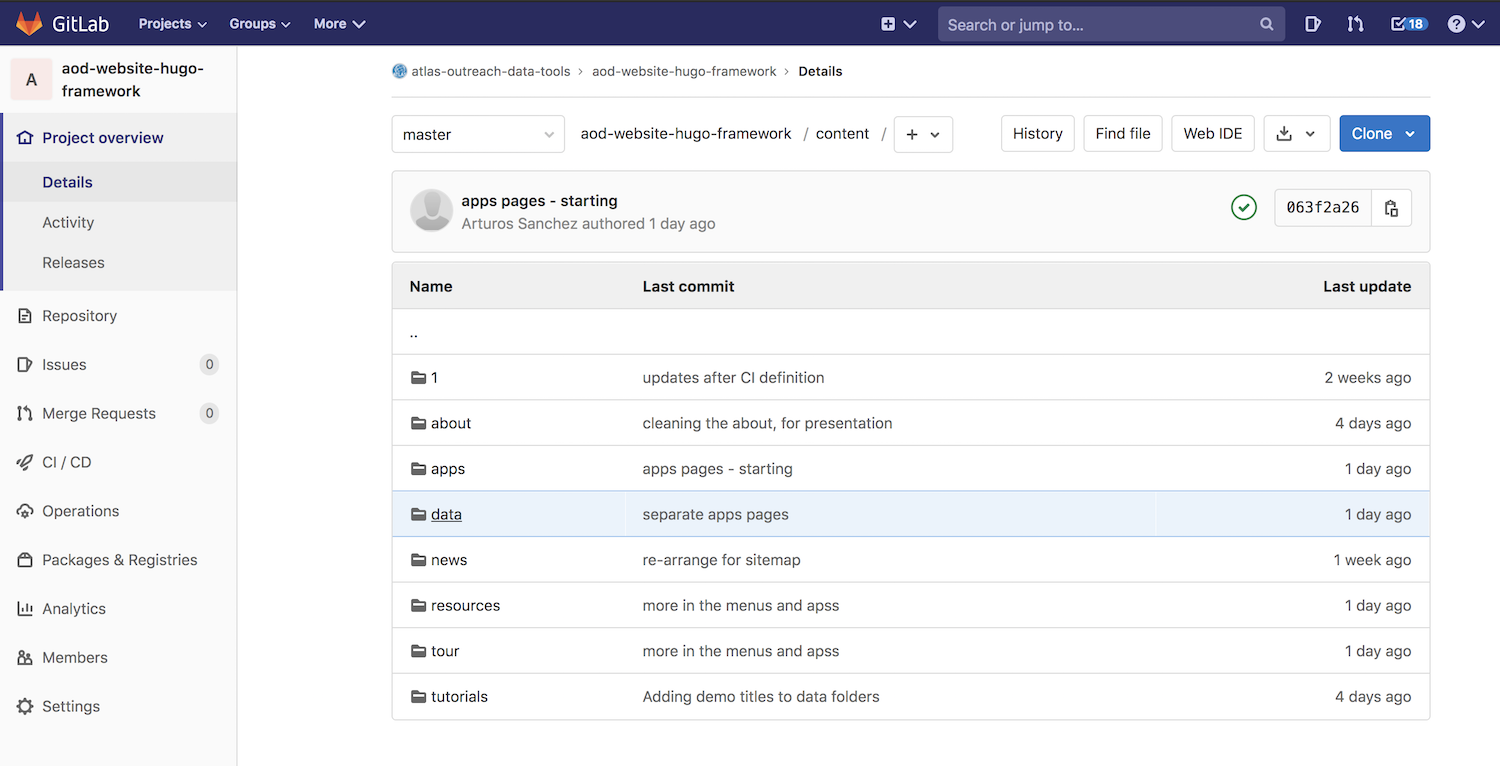 GitLab Projects Groups More Search or jump to... 18
A aod-website-hugo-
framework
Project overview
Details
Activity
Releases
Repository
Issues 0
Merge Requests 0
CI / CD
Operations
Packages & Registries
Analytics
Members
Settings
atlas-outreach-data-tools › aod-website-hugo-framework › Details
master aod-website-hugo-framework / content / + History Find file Web IDE Clone
apps pages - starting
Arturos Sanchez authored 1 day ago
063f2a26
Name Last commit Last update
..
1 updates after CI definition 2 weeks ago
about cleaning the about, for presentation 4 days ago
apps apps pages - starting 1 day ago
data separate apps pages 1 day ago
news re-arrange for sitemap 1 week ago
resources more in the menus and apss 1 day ago
tour more in the menus and apss 1 day ago
tutorials Adding demo titles to data folders 4 days ago